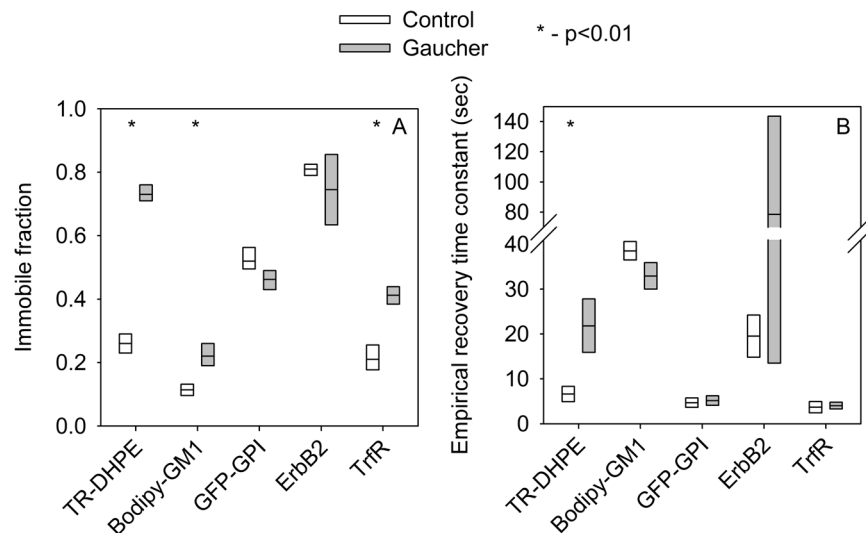 Control
Gaucher
* - p<0.01
Immobile fraction
1.0
0.8
0.6
0.4
0.2
0.0
*
*
*
A
TR-DHPE
Bodipy-GM1
GFP-GPI
ErbB2
TrfR
Empirical recovery time constant (sec)
140
120
100
80
60
40
30
20
10
0
*
B
TR-DHPE
Bodipy-GM1
GFP-GPI
ErbB2
TrfR